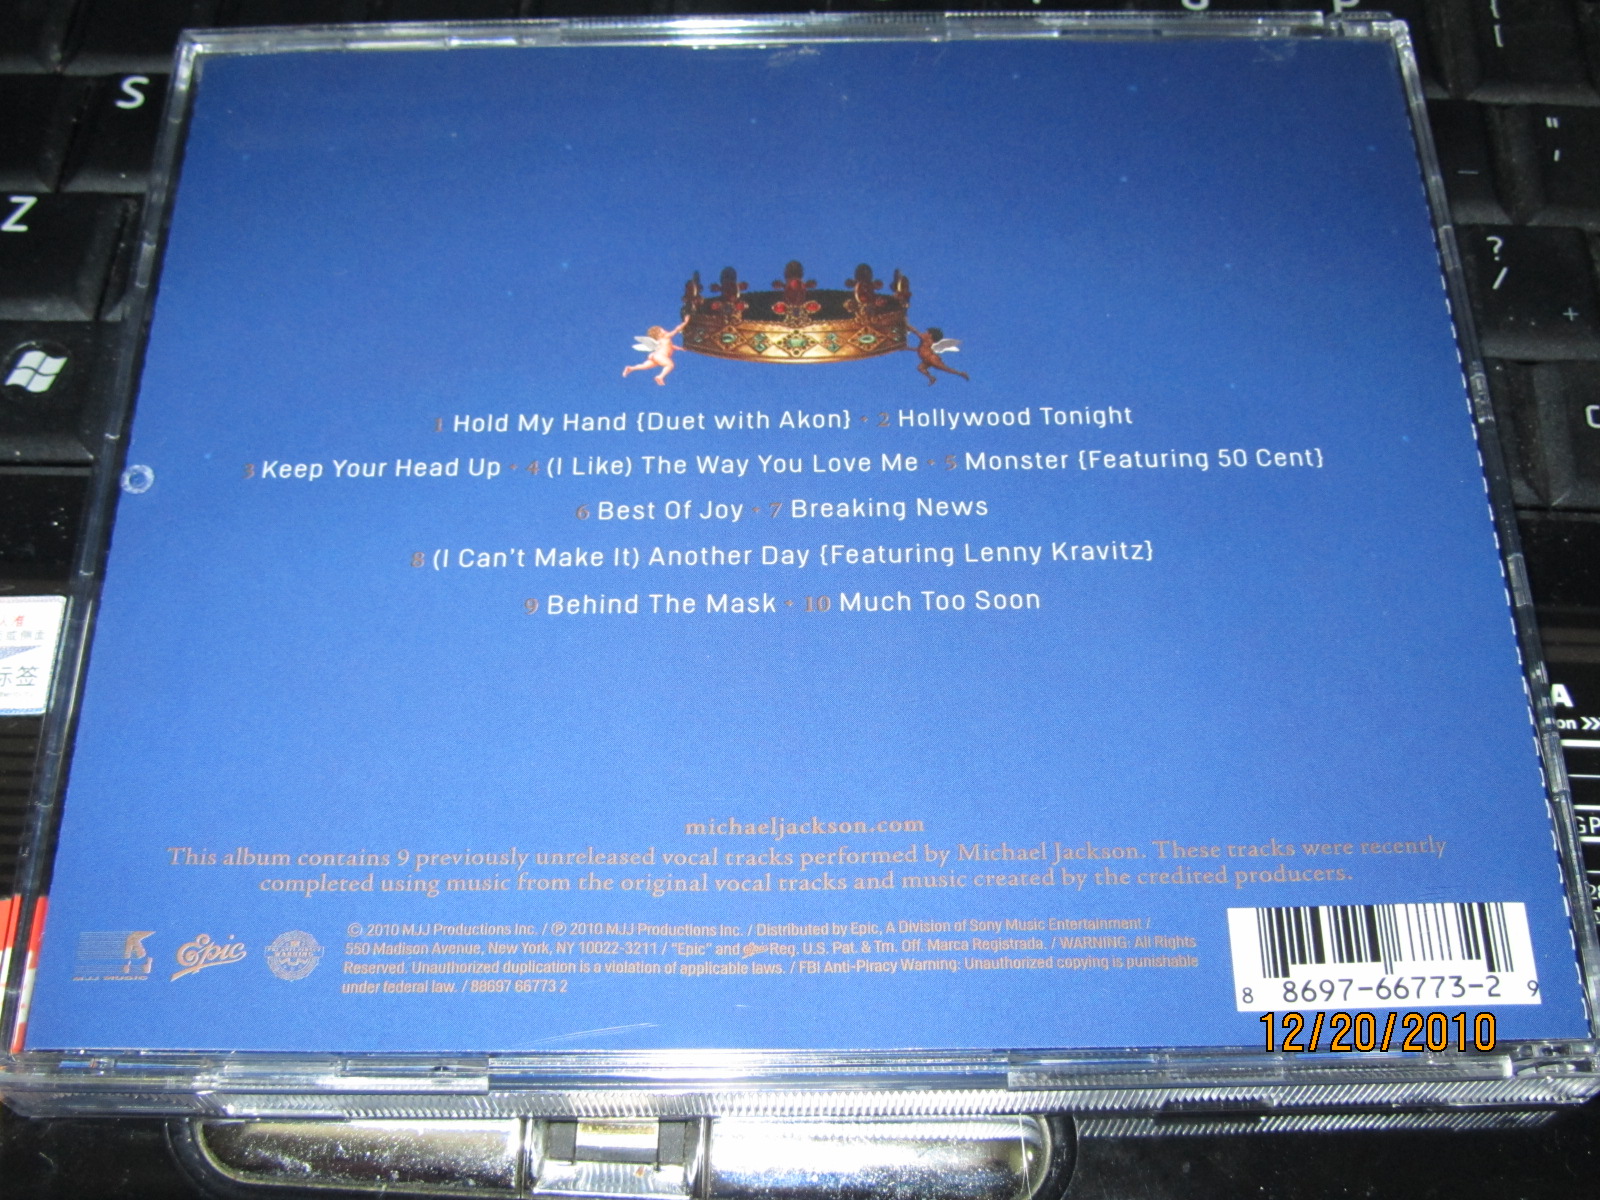 S
Z
"
'
?
/
+
1 Hold My Hand {Duet with Akon} + 2 Hollywood Tonight
3 Keep Your Head Up + 4 (I Like) The Way You Love Me + 5 Monster {Featuring 50 Cent}
6 Best Of Joy + 7 Breaking News
8 (I Can't Make It) Another Day {Featuring Lenny Kravitz}
9 Behind The Mask + 10 Much Too Soon
标签
michaeljackson.com
This album contains 9 previously unreleased vocal tracks performed by Michael Jackson. These tracks were recently
completed using music from the original vocal tracks and music created by the credited producers.
© 2010 MJJ Productions Inc. / ℗ 2010 MJJ Productions Inc. / Distributed by Epic, A Division of Sony Music Entertainment /
550 Madison Avenue, New York, NY 10022-3211 / "Epic" and Epic Reg. U.S. Pat. & Tm. Off. Marca Registrada. / WARNING: All Rights
Reserved. Unauthorized duplication is a violation of applicable laws. / FBI Anti-Piracy Warning: Unauthorized copying is punishable
under federal law. / 88697 66773 2
Epic
8 8697-66773-2 9
12/20/2010